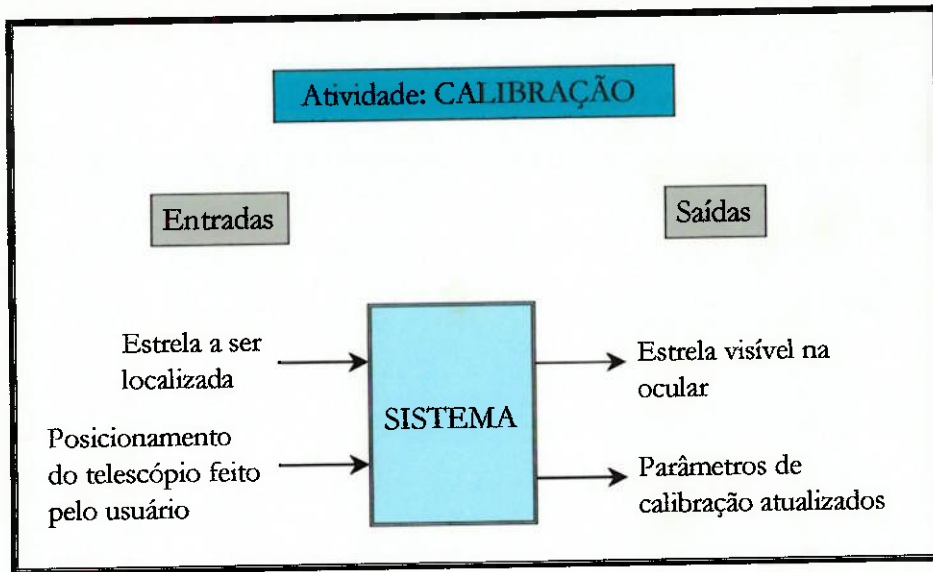 Atividade: CALIBRAÇÃO
Entradas
Saídas
Estrela a ser
localizada
Posicionamento
do telescópio feito
pelo usuário
SISTEMA
Estrela visível na
ocular
Parâmetros de
calibração atualizados